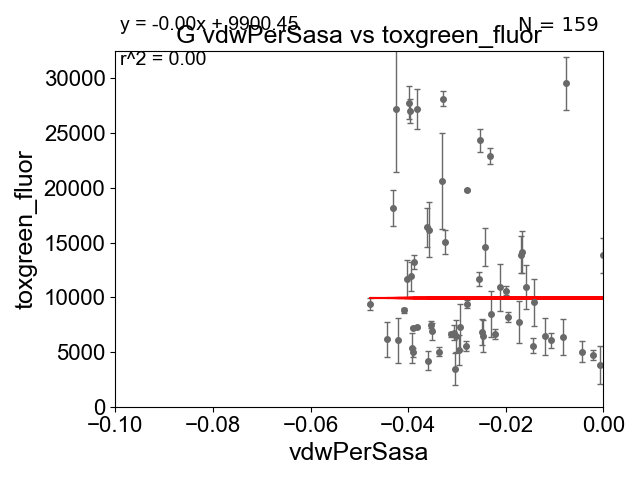 y = -0.00x + 9900.45
N = 159
G vdwPerSasa vs toxgreen_fluor
r^2 = 0.00
30000
25000
20000
15000
10000
5000
0
toxgreen_fluor
−0.10 −0.08 −0.06 −0.04 −0.02 0.00
vdwPerSasa